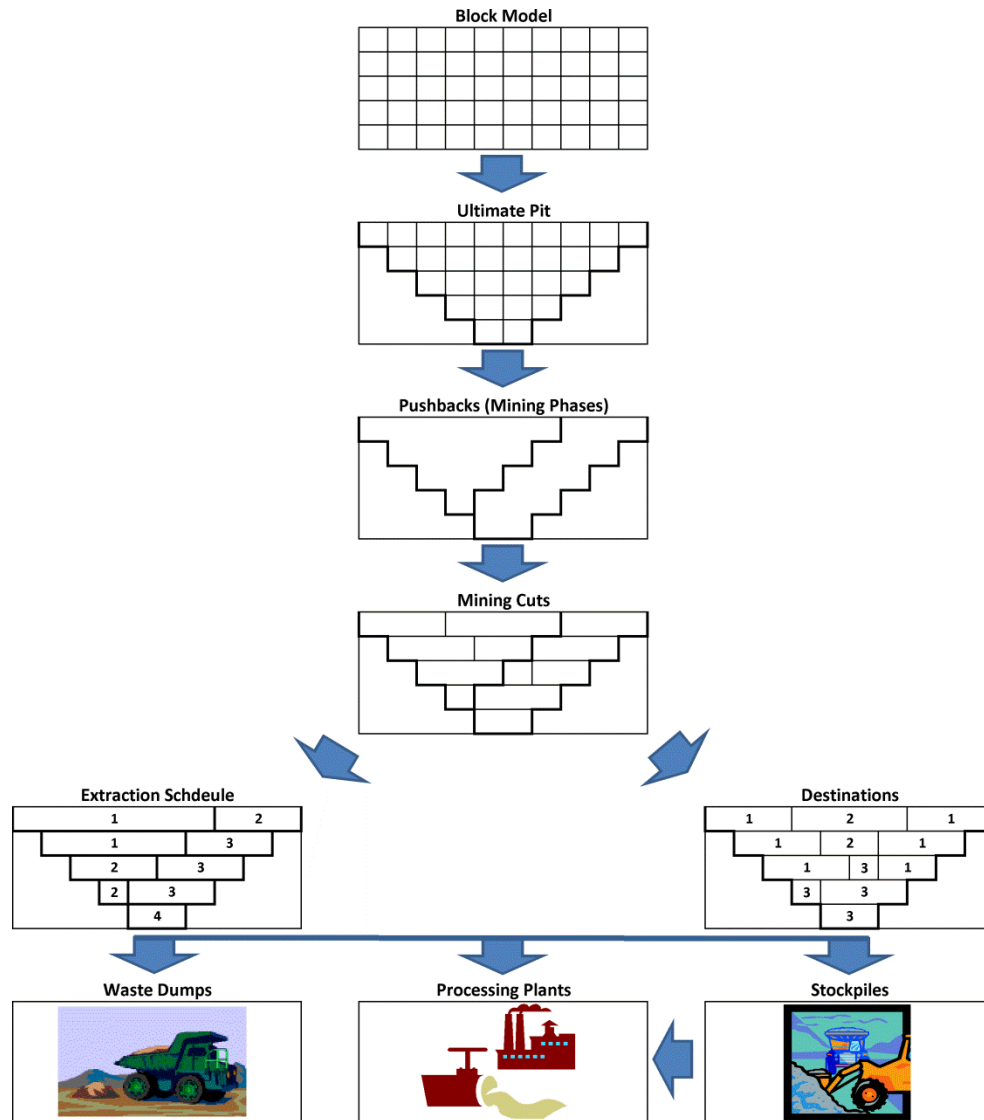 Block Model
Ultimate Pit
Pushbacks (Mining Phases)
Mining Cuts
Extraction Schdeule
1 2
1 3
2 3
2 3
4
Destinations
1 2 1
1 2 1
1 3 1
3 3
3
Waste Dumps
Processing Plants
Stockpiles